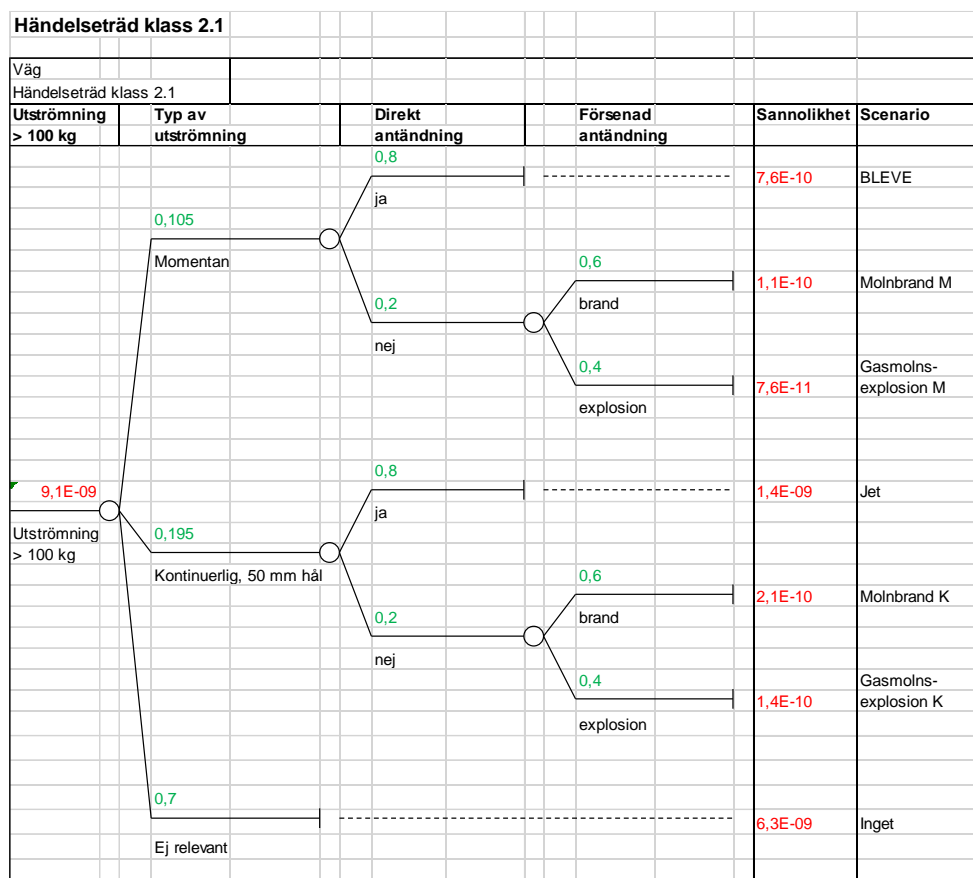 Händelseträd klass 2.1
Väg
Händelseträd klass 2.1
Utströmning Typ av Direkt Försenad Sannolikhet Scenario
> 100 kg utströmning antändning antändning
0,8
7,6E-10 BLEVE
ja
0,105
Momentan
0,6
1,1E-10 Molnbrand M
brand
0,2
nej
0,4 Gasmolns-
7,6E-11 explosion M
explosion
0,8
9,1E-09 1,4E-09 Jet
ja
Utströmning 0,195
> 100 kg
Kontinuerlig, 50 mm hål 0,6
2,1E-10 Molnbrand K
0,2 brand
nej
0,4 Gasmolns-
1,4E-10 explosion K
explosion
0,7
6,3E-09 Inget
Ej relevant